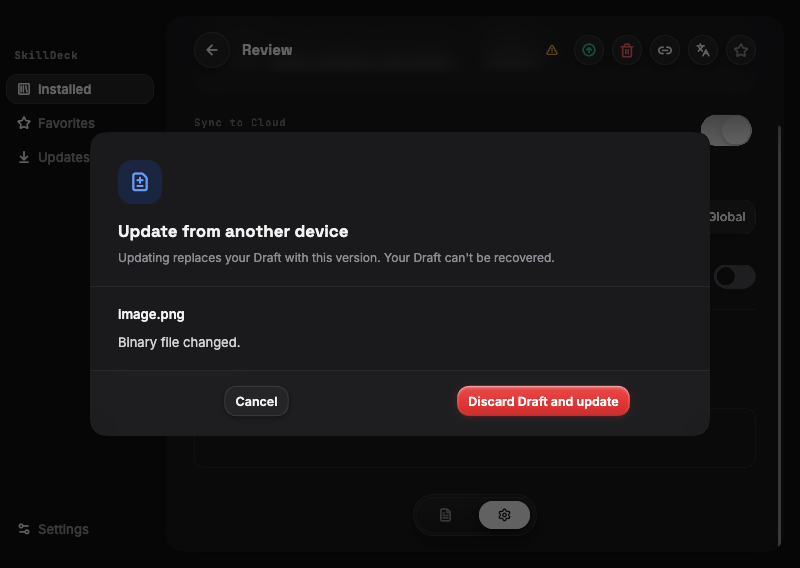 SkillDeck
Review
Installed
Favorites
Sync to Cloud
Updates
Global
Update from another device
Updating replaces your Draft with this version. Your Draft can't be recovered.
image.png
Binary file changed.
Cancel
Discard Draft and update
Settings